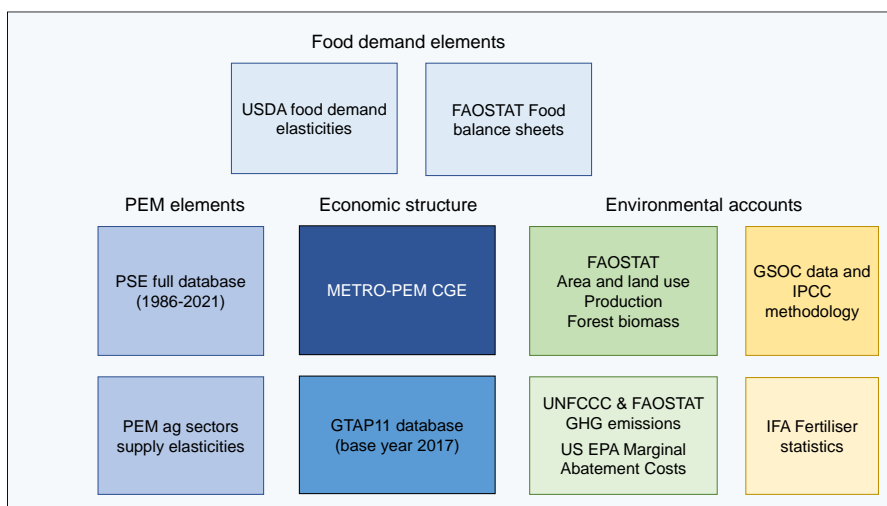 Food demand elements
USDA food demand
elasticities
FAOSTAT Food
balance sheets
PEM elements
Economic structure
Environmental accounts
PSE full database
(1986-2021)
METRO-PEM CGE
FAOSTAT
Area and land use
Production
Forest biomass
GSOC data and
IPCC
methodology
PEM ag sectors
supply elasticities
GTAP11 database
(base year 2017)
UNFCCC & FAOSTAT
GHG emissions
US EPA Marginal
Abatement Costs
IFA Fertiliser
statistics